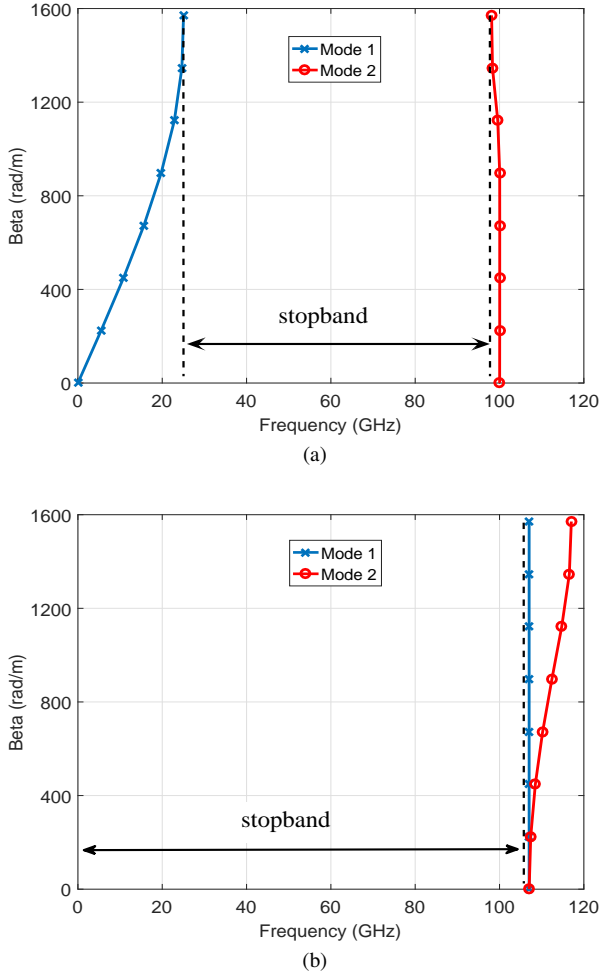 1600
1200
800
400
0
Beta (rad/m)
Mode 1
Mode 2
stopband
0 20 40 60 80 100 120
Frequency (GHz)
(a)
1600
1200
800
400
0
Beta (rad/m)
Mode 1
Mode 2
stopband
0 20 40 60 80 100 120
Frequency (GHz)
(b)